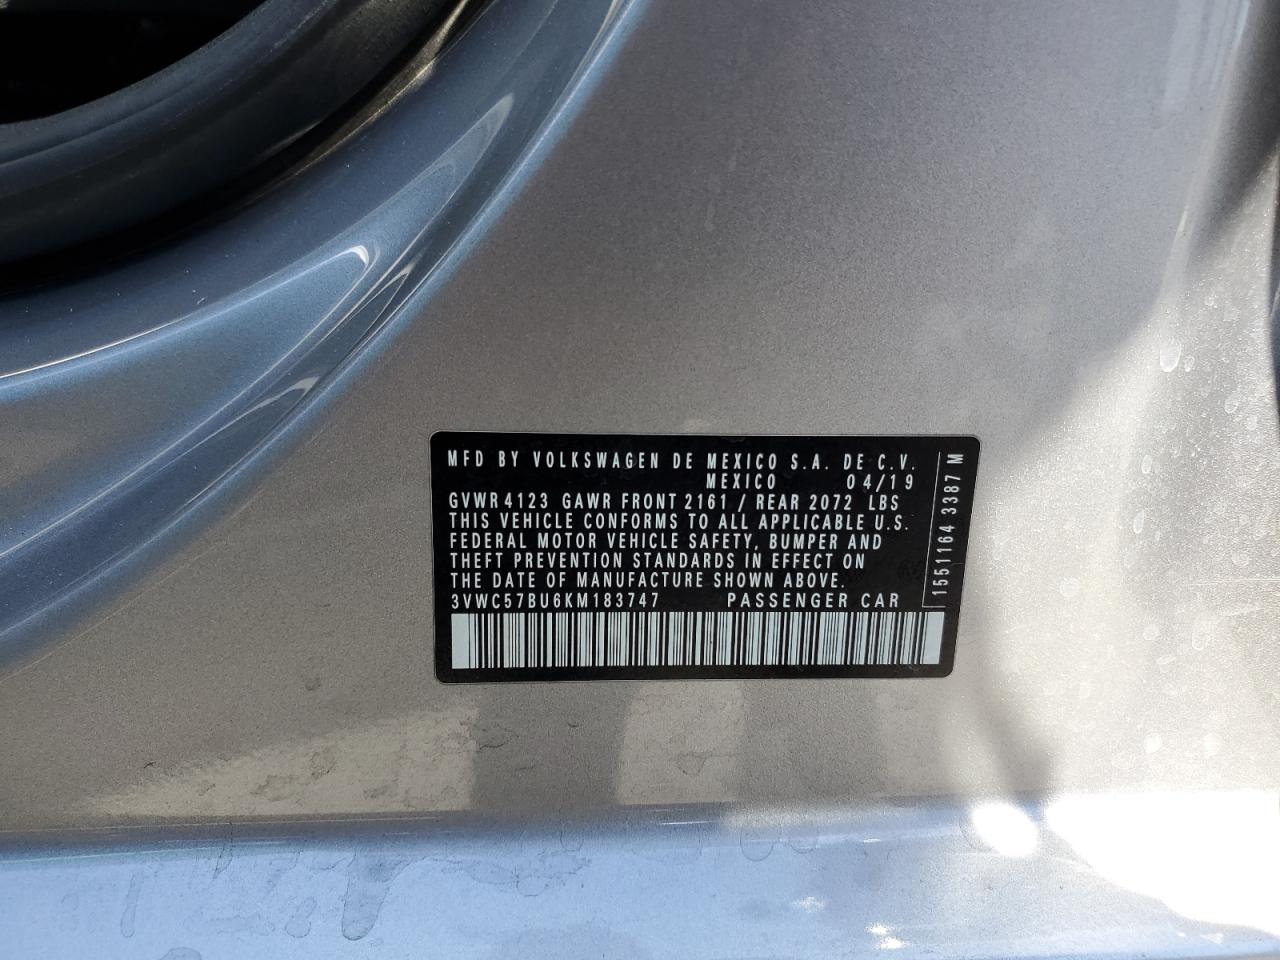 MFD BY VOLKSWAGEN DE MEXICO S.A. DE C.V.
MEXICO 04/19
GVWR 4123 GAWR FRONT 2161 / REAR 2072 LBS
THIS VEHICLE CONFORMS TO ALL APPLICABLE U.S.
FEDERAL MOTOR VEHICLE SAFETY, BUMPER AND
THEFT PREVENTION STANDARDS IN EFFECT ON
THE DATE OF MANUFACTURE SHOWN ABOVE.
3VWC57BU6KM183747 PASSENGER CAR
1551164 3387 M